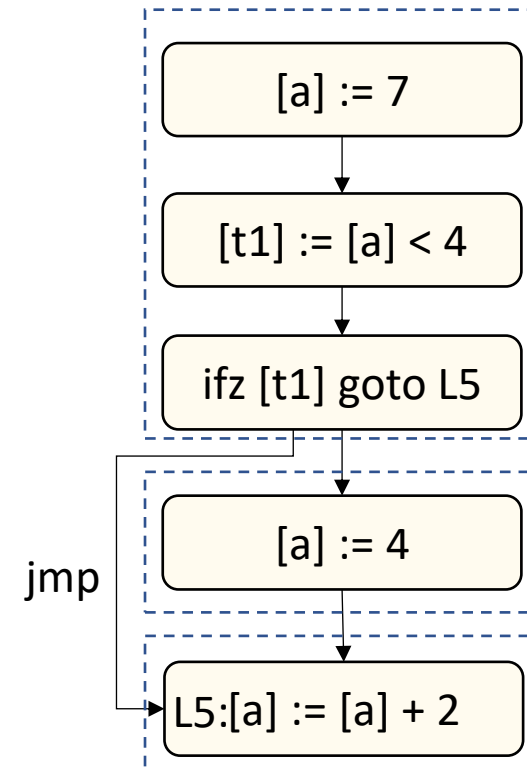 [a] := 7
[t1] := [a] < 4
ifz [t1] goto L5
[a] := 4
jmp
L5:[a] := [a] + 2